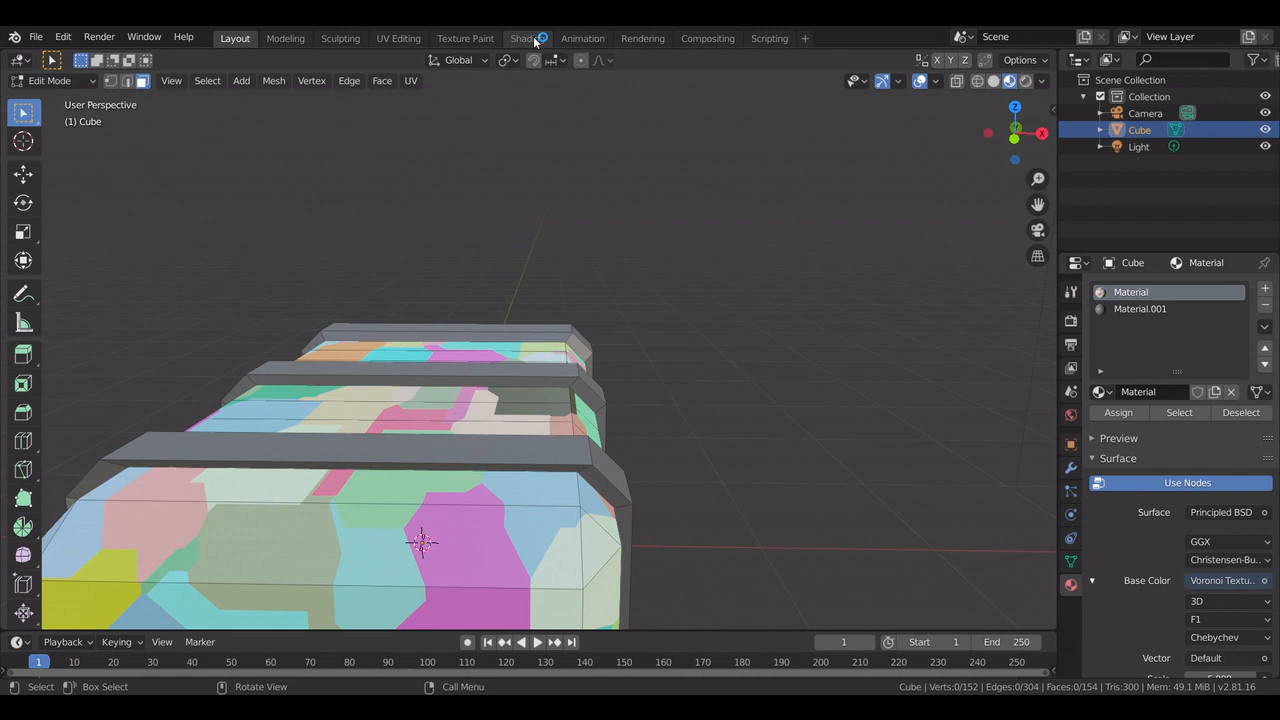 File Edit Render Window Help Layout Modeling Sculpting UV Editing Texture Paint Animation Rendering Compositing Scripting + Scene View Layer
Global X Y Z Options
Edit Mode View Select Add Mesh Vertex Edge Face UV
Scene Collection
User Perspective
Collection
(1) Cube
Camera
Z
Cube
X
Light
Cube Material
Material
Material.001
Material
Assign Select Deselect
Preview
Surface
Use Nodes
Surface Principled BSD
GGX
Christensen-Bu..
Base Color Voronoi Textu..
3D
F1
Chebychev
Playback Keying View Marker 1 Start 1 End 250
Vector Default
1 10 20 30 40 50 60 70 80 90 100 110 120 130 140 150 160 170 180 190 200 210 220 230 240 250
Select Box Select Rotate View Call Menu Cube | Verts:0/152 | Edges:0/304 | Faces:0/154 | Tris:300 | Mem: 49.1 MiB | v2.81.16